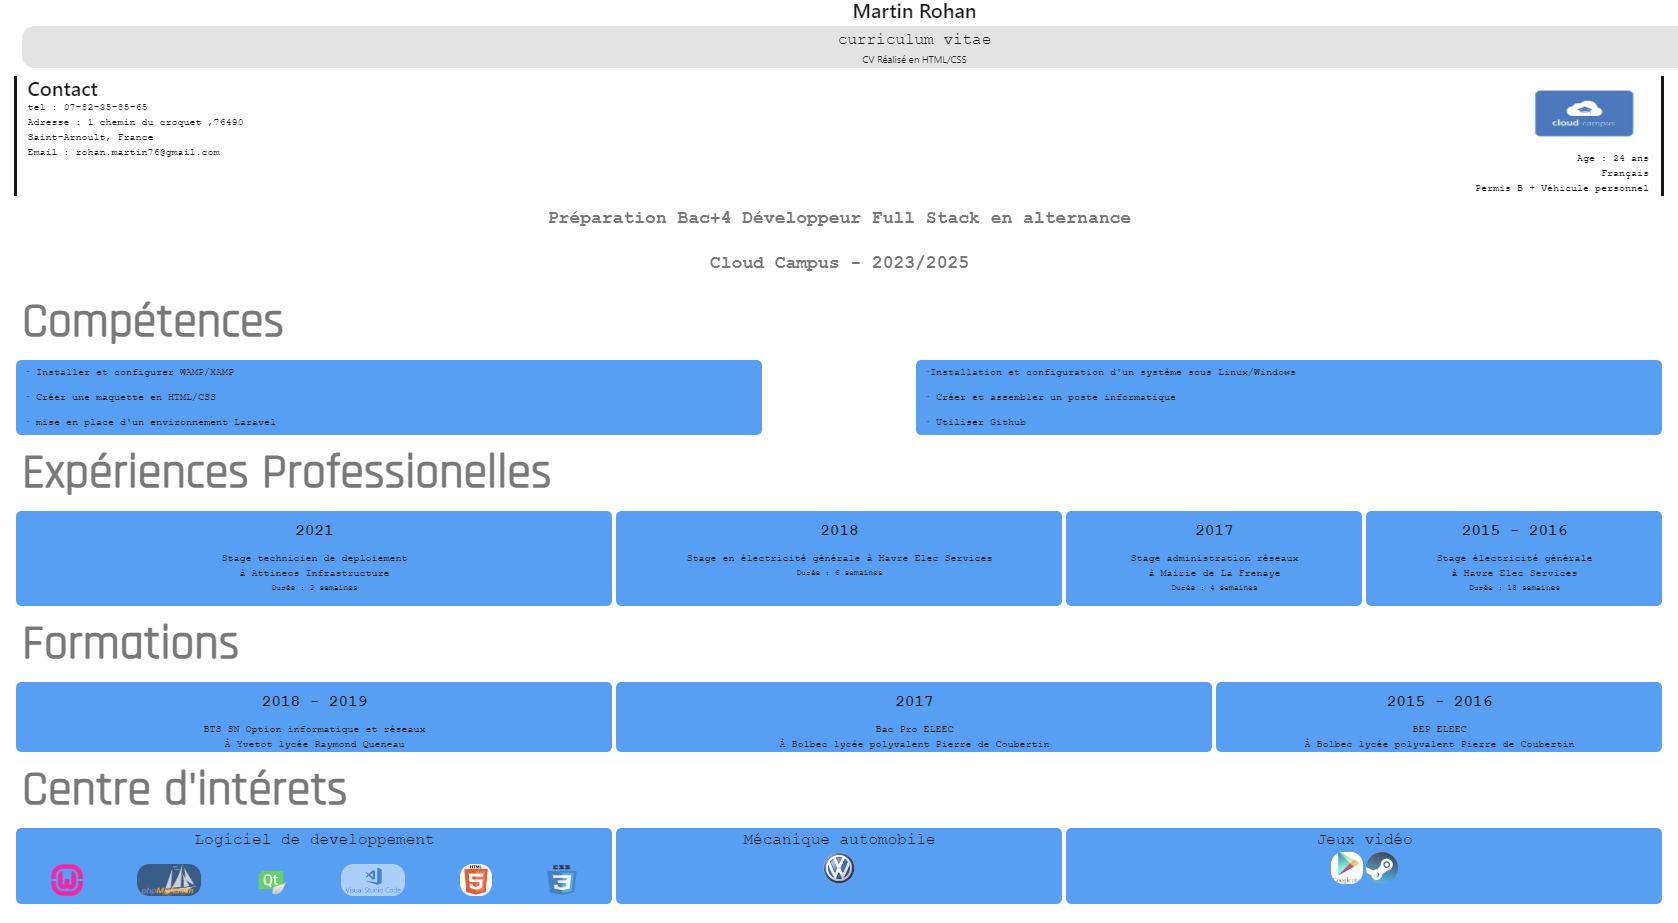 Martin Rohan
curriculum vitae
CV Réalisé en HTML/CSS
Contact
tel : 07-82-35-85-65
Adresse : 1 chemin du croquet ,76490
Saint-Arnoult, France
Email : rohan.martin76@gmail.com
cloud campus
Age : 24 ans
Français
Permis B + Véhicule personnel
Préparation Bac+4 Développeur Full Stack en alternance
Cloud Campus - 2023/2025
Compétences
· Installer et configurer WAMP/XAMP
· Créer une maquette en HTML/CSS
· mise en place d'un environnement Laravel
·Installation et configuration d'un système sous Linux/Windows
· Créer et assembler un poste informatique
· Utiliser Github
Expériences Professionelles
2021
Stage technicien de deploiement
à Attineos Infrastructure
Durée : 2 semaines
2018
Stage en électricité générale à Havre Elec Services
Durée : 6 semaines
2017
Stage administration réseaux
à Mairie de La Frenaye
Durée : 4 semaines
2015 - 2016
Stage électricité générale
à Havre Elec Services
Durée : 18 semaines
Formations
2018 - 2019
BTS SN Option informatique et réseaux
À Yvetot lycée Raymond Queneau
2017
Bac Pro ELEEC
À Bolbec lycée polyvalent Pierre de Coubertin
2015 - 2016
BEP ELEEC
À Bolbec lycée polyvalent Pierre de Coubertin
Centre d'intérets
Logiciel de developpement
phpMyAdmin
Qt
Visual Studio Code
HTML
5
CSS
3
Mécanique automobile
Jeux vidéo
Google play